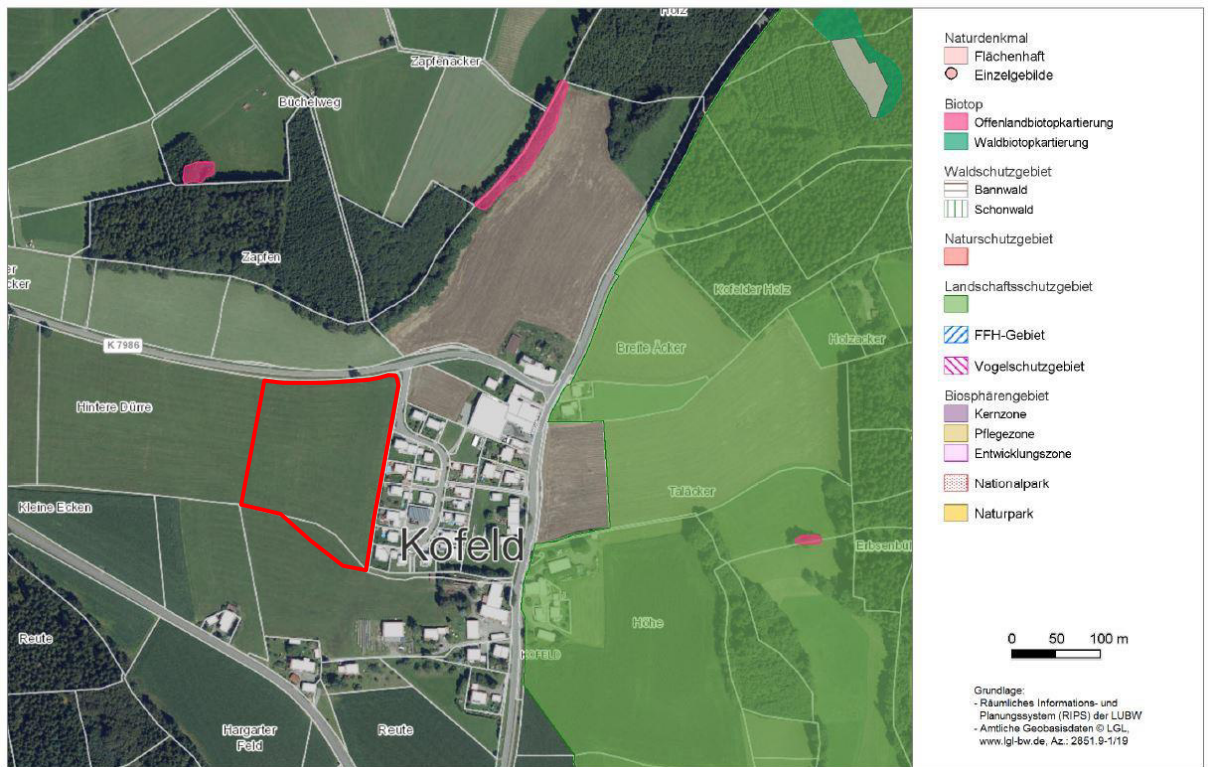 Holz
Zapfenäcker
Büchelweg
Zapfen
Kofelder Holz
Holzäcker
Breite Äcker
K 7986
Hintere Dürre
Taläcker
Kleine Ecken
Kofeld
Höhe
Reute
KOFELD
Hargarter
Feld
Reute
Naturdenkmal
Flächenhaft
Einzelgebilde
Biotop
Offenlandbiotopkartierung
Waldbiotopkartierung
Waldschutzgebiet
Bannwald
Schonwald
Naturschutzgebiet
Landschaftsschutzgebiet
FFH-Gebiet
Vogelschutzgebiet
Biosphärengebiet
Kernzone
Pflegezone
Entwicklungszone
Nationalpark
Naturpark
0 50 100 m
Grundlage:
- Räumliches Informations- und
Planungssystem (RIPS) der LUBW
- Amtliche Geobasisdaten © LGL,
www.lgl-bw.de, Az.: 2851.9-1/19